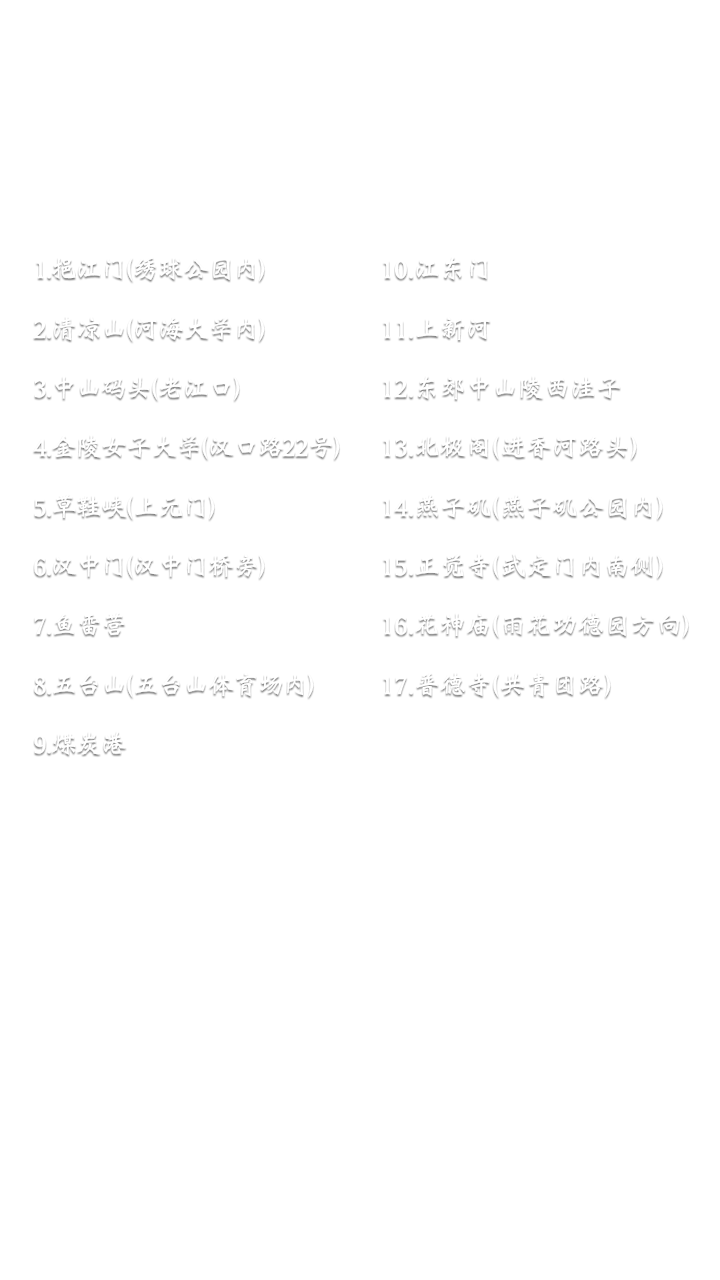 1.挹江门(绣球公园内)
2.清凉山(河海大学内)
3.中山码头(老江口)
4.金陵女子大学(汉口路22号)
5.草鞋峡(上元门)
6.汉中门(汉中门桥旁)
7.鱼雷营
8.五台山(五台山体育场内)
9.煤炭港
10.江东门
11.上新河
12.东郊中山陵西洼子
13.北极阁(进香河路头)
14.燕子矶(燕子矶公园内)
15.正觉寺(武定门内南侧)
16.花神庙(雨花功德园方向)
17.普德寺(共青团路)